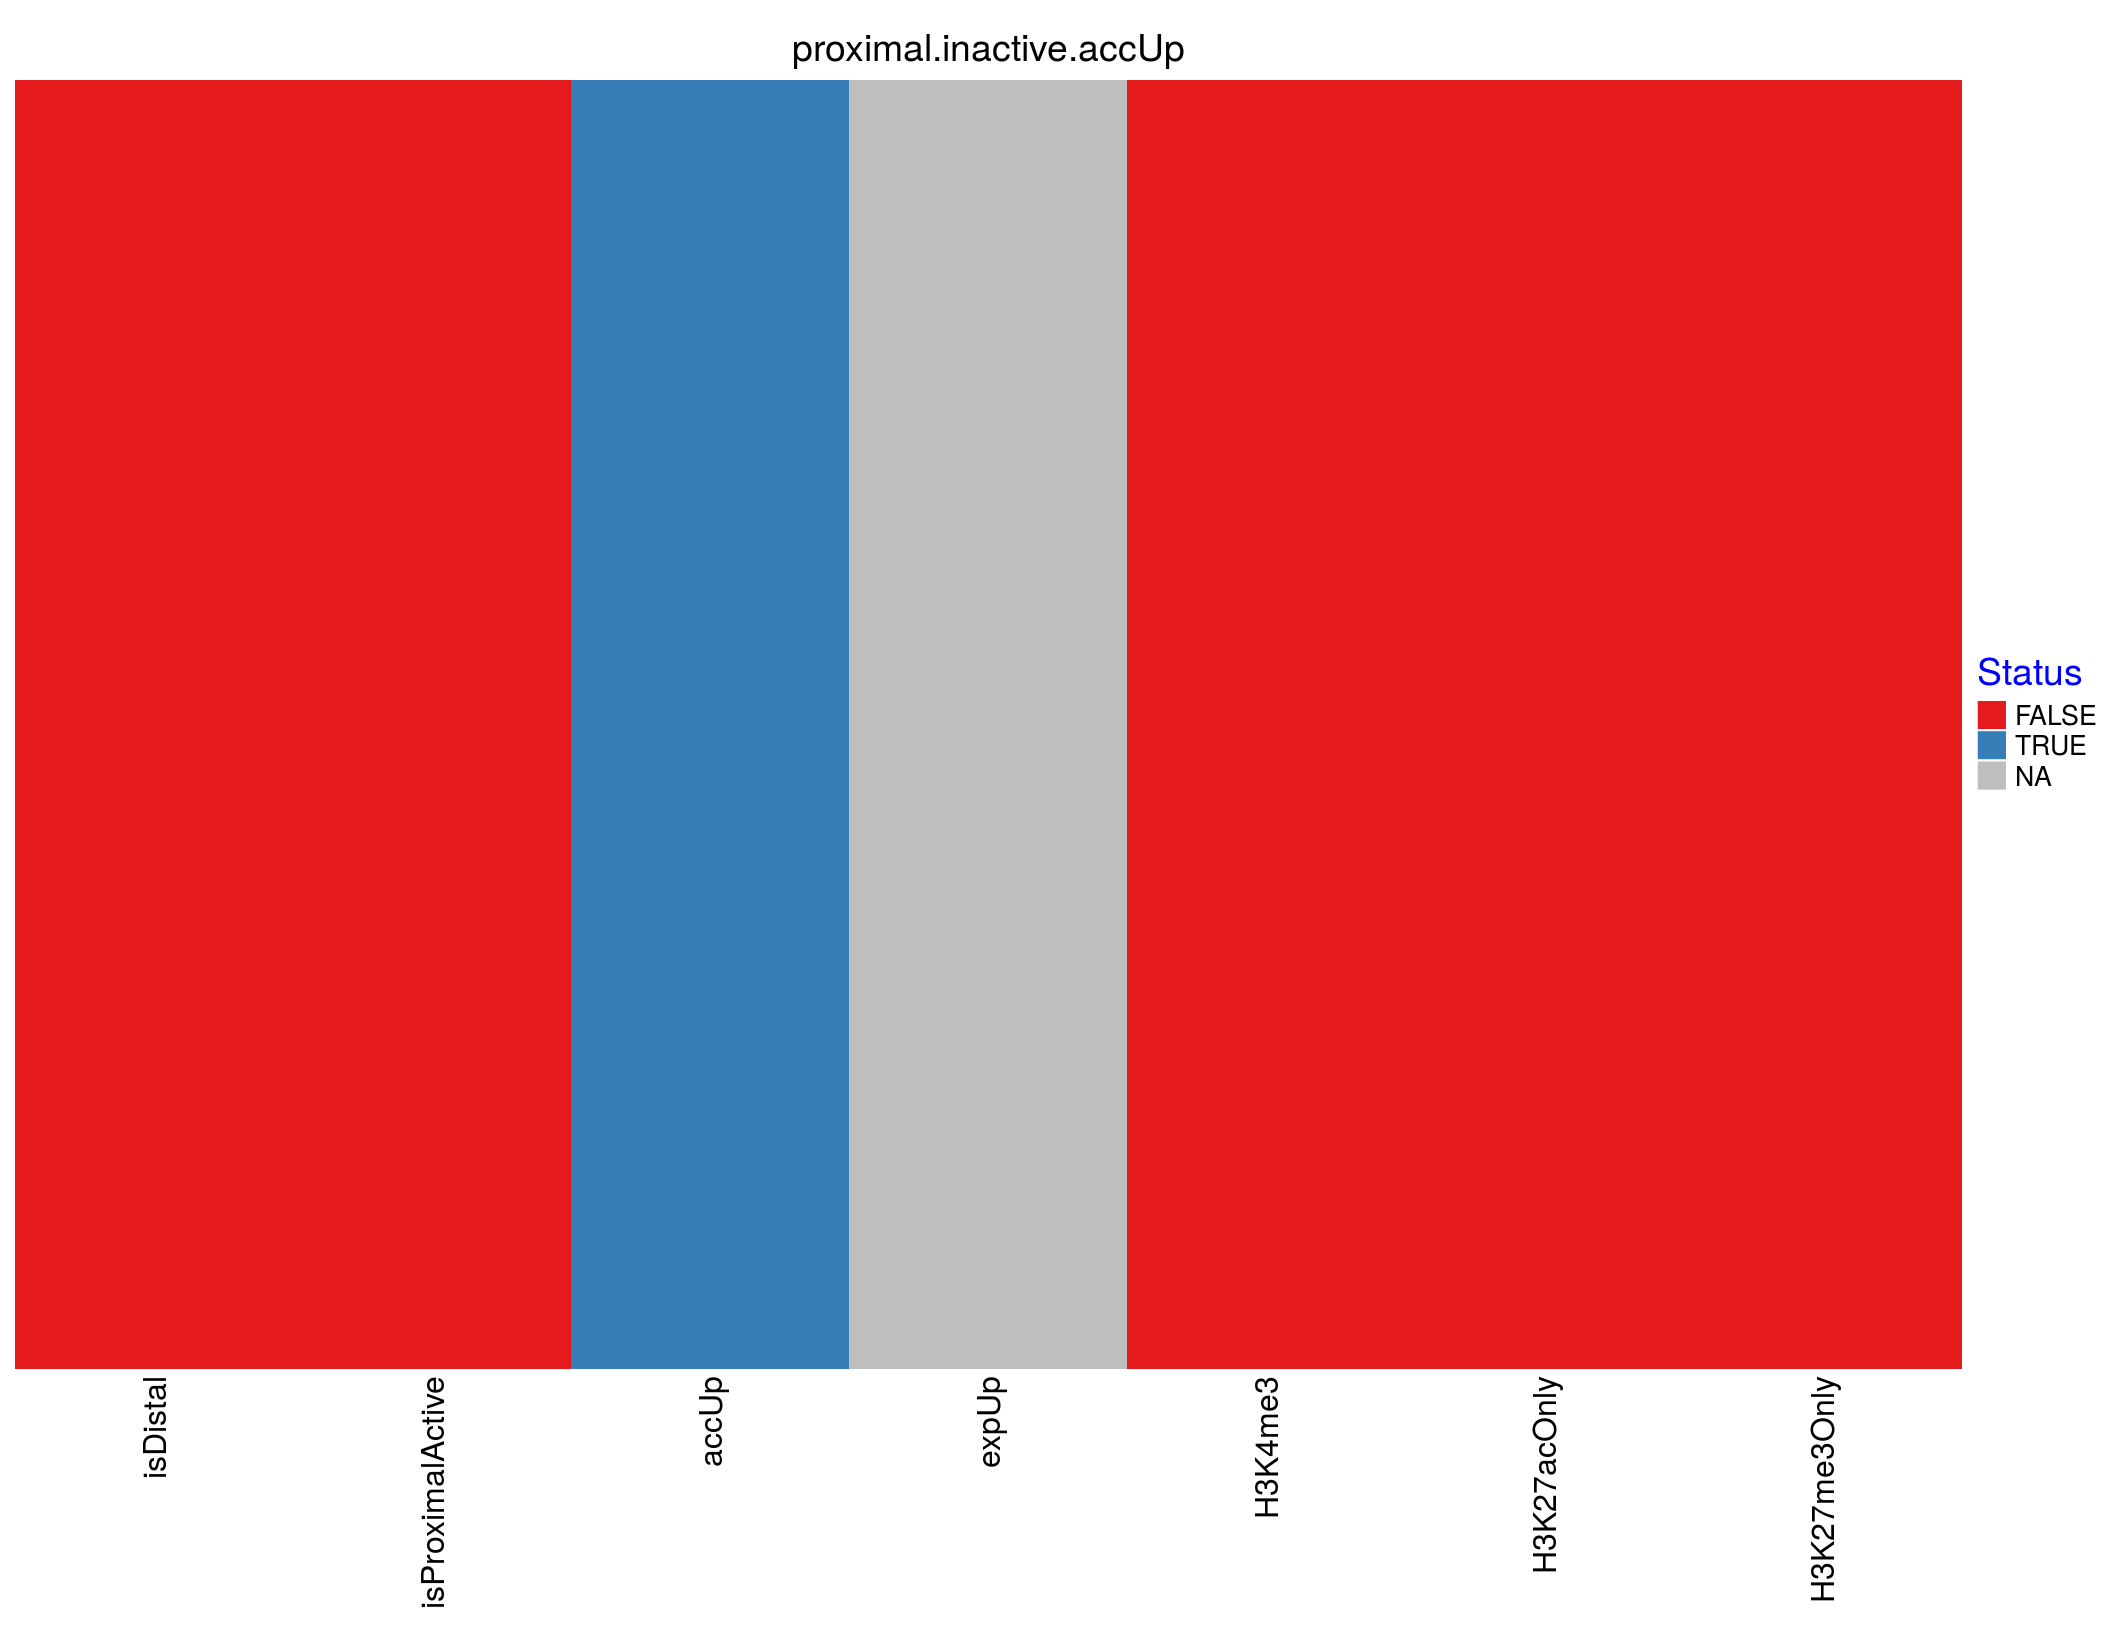 proximal.inactive.accUp
Status
FALSE
TRUE
NA
isDistal
isProximalActive
accUp
expUp
H3K4me3
H3K27acOnly
H3K27me3Only